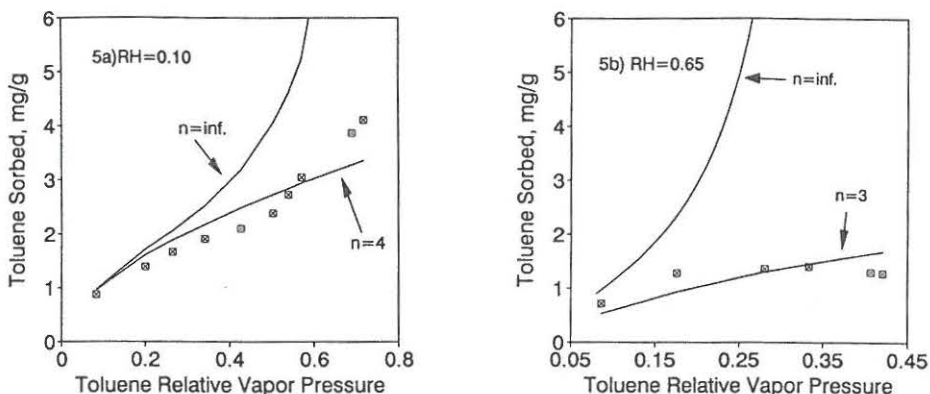 6
5
4
3
2
1
0
Toluene Sorbed, mg/g
5a)RH=0.10
n=inf.
n=4
0
0.2
0.4
0.6
0.8
Toluene Relative Vapor Pressure
6
5
4
3
2
1
0
Toluene Sorbed, mg/g
5b) RH=0.65
n=inf.
n=3
0.05
0.15
0.25
0.35
0.45
Toluene Relative Vapor Pressure